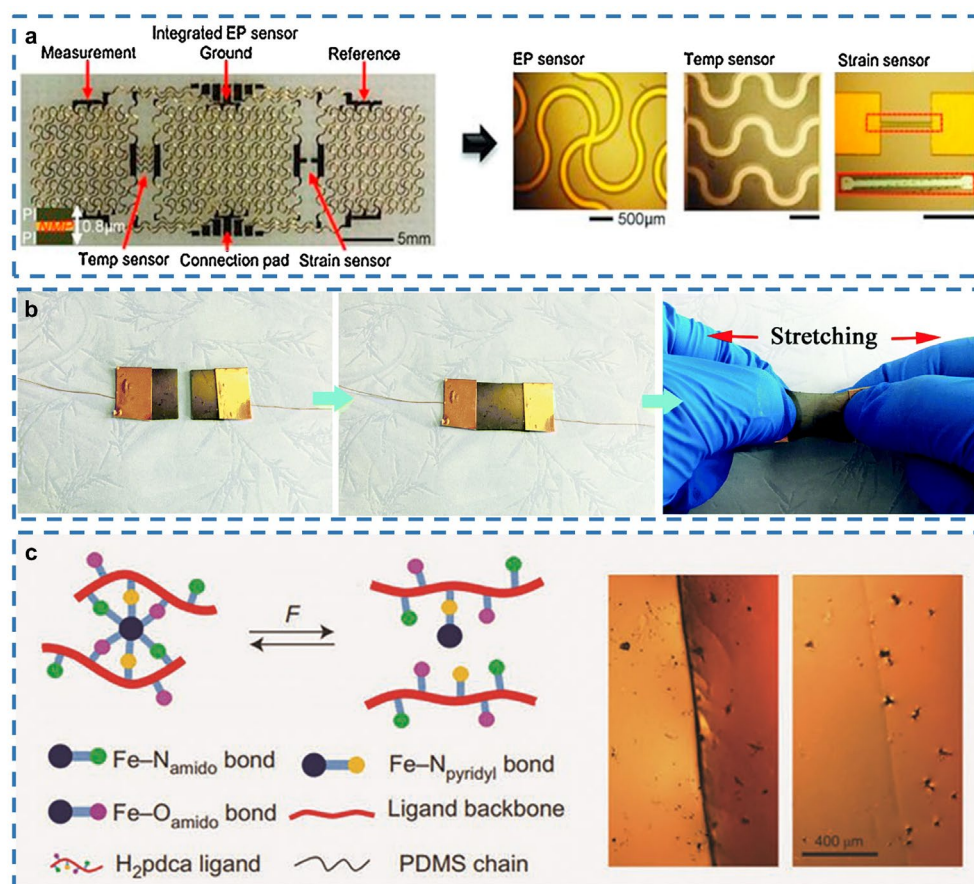 a
Integrated EP sensor
Measurement Ground Reference
PI
NMP
PI
0.8μm
5mm
Temp sensor Connection pad Strain sensor
EP sensor Temp sensor Strain sensor
500μm
b
Stretching
c
F
Fe–Namido bond Fe–Npyridyl bond
Fe–Oamido bond Ligand backbone
H2pdca ligand PDMS chain
400 μm